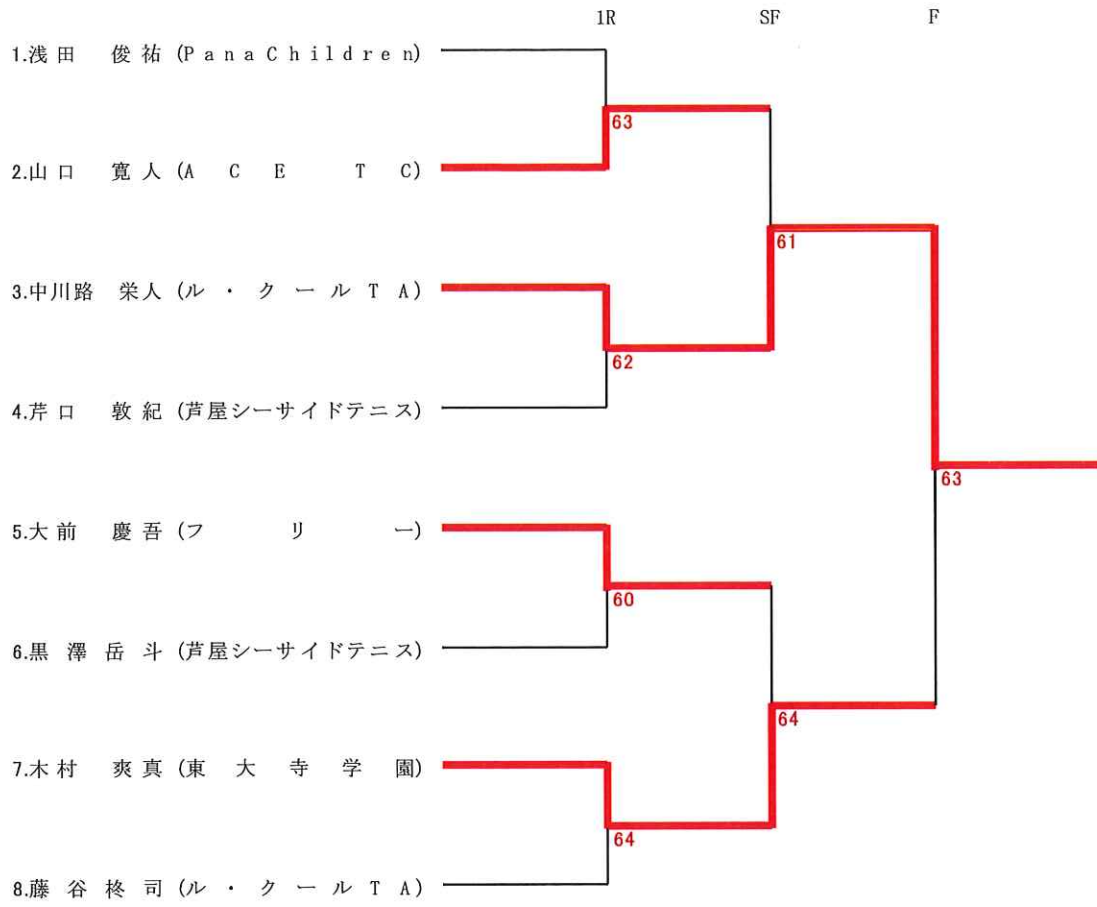 1R SF F
1.浅田 俊祐 (PanaChildren)
63
2.山口 寛人 (ACE TC)
61
3.中川路 栄人 (ル・クールTA)
62
4.芹口 敦紀 (芦屋シーサイドテニス)
63
5.大前 慶吾 (フリー)
60
6.黒澤岳斗 (芦屋シーサイドテニス)
64
7.木村 爽真 (東大寺学園)
64
8.藤谷柊司 (ル・クールTA)